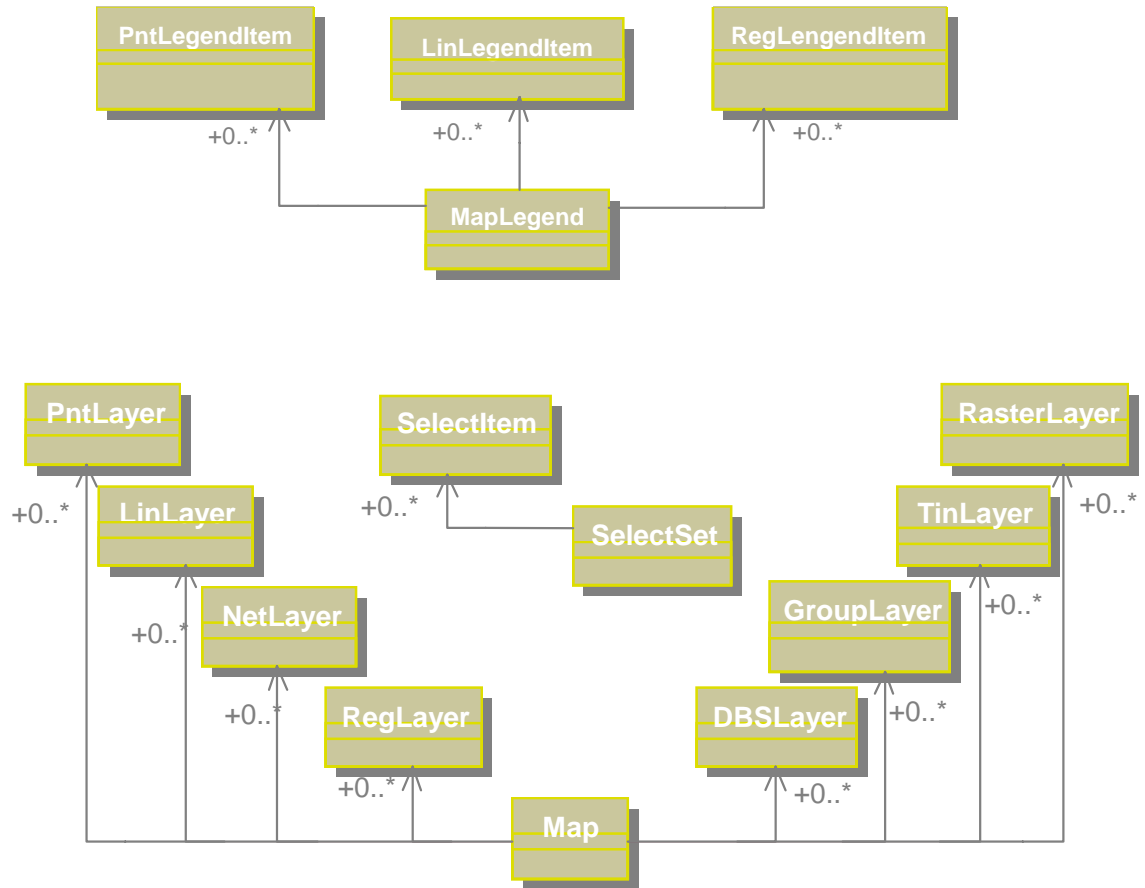 PntLegendItem
LinLegendItem
RegLengendItem
+0..*
+0..*
+0..*
MapLegend
PntLayer
SelectItem
RasterLayer
+0..*
LinLayer
+0..*
TinLayer
+0..*
SelectSet
+0..*
NetLayer
GroupLayer
+0..*
+0..*
RegLayer
DBSLayer
+0..*
+0..*
+0..*
Map